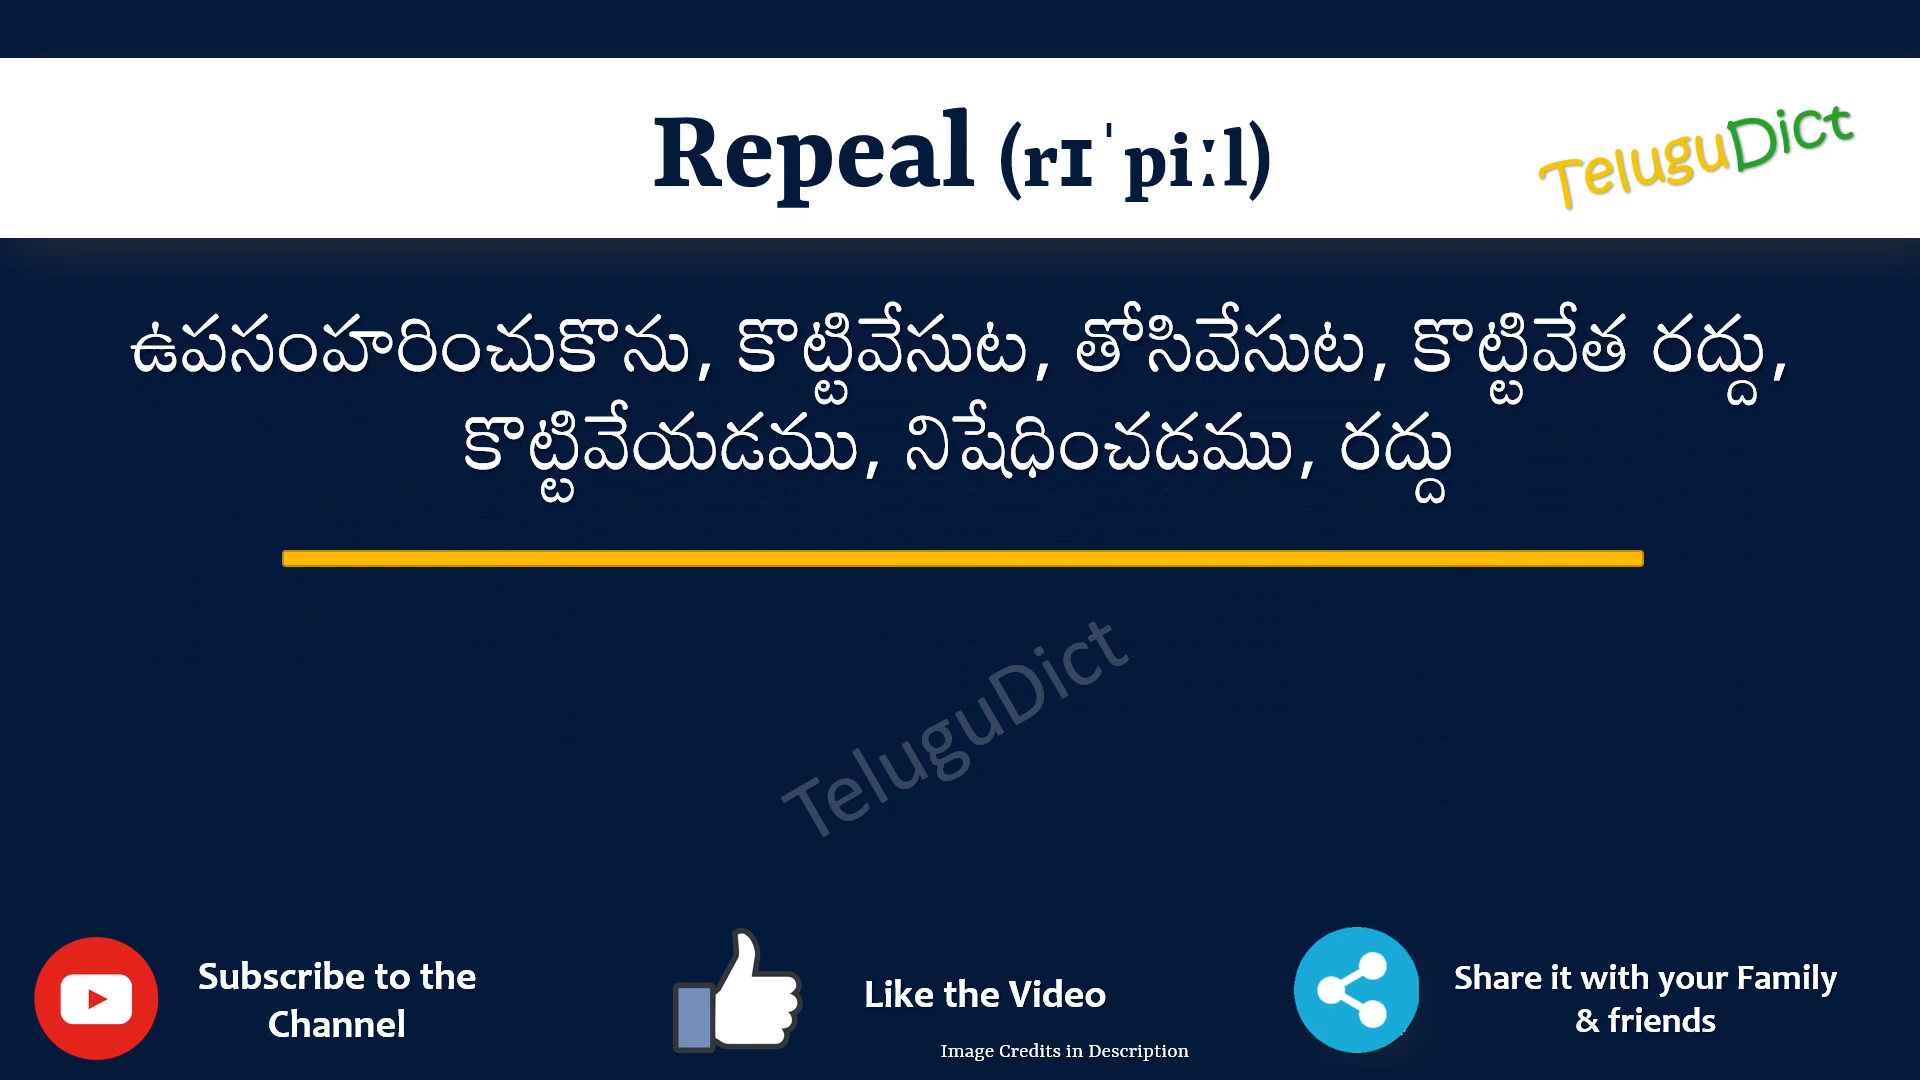 Repeal (rɪˈpiːl)
TeluguDict
ఉపసంహరించుకొను, కొట్టివేసుట, తోసివేసుట, కొట్టివేత రద్దు,
కొట్టివేయడము, నిషేధించడము, రద్దు
TeluguDict
Subscribe to the
Channel
Like the Video
Share it with your Family
& friends
Image Credits in Description